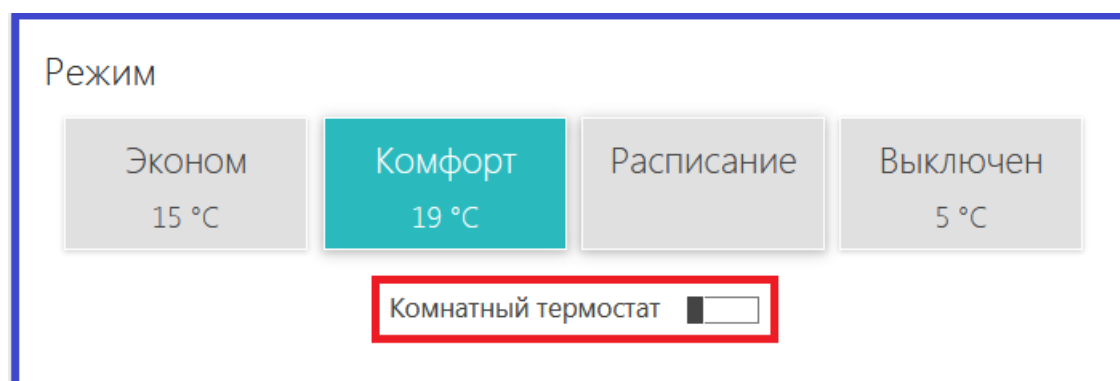 Режим
Эконом Комфорт Расписание Выключен
15 °C 19 °C 5 °C
Комнатный термостат